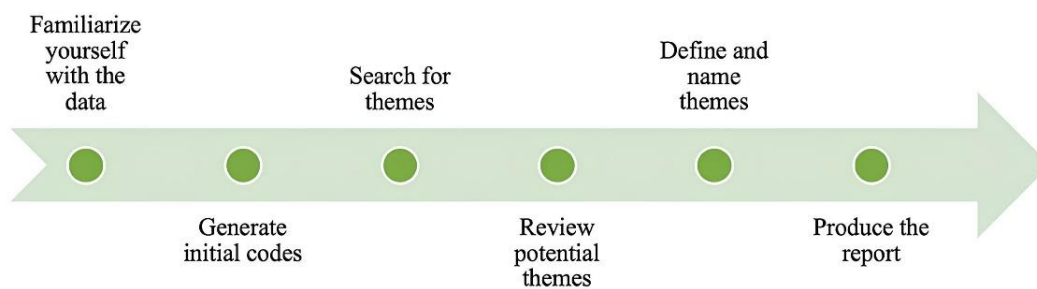 Familiarize
yourself
with the
data
Generate
initial codes
Search for
themes
Review
potential
themes
Define and
name
themes
Produce the
report